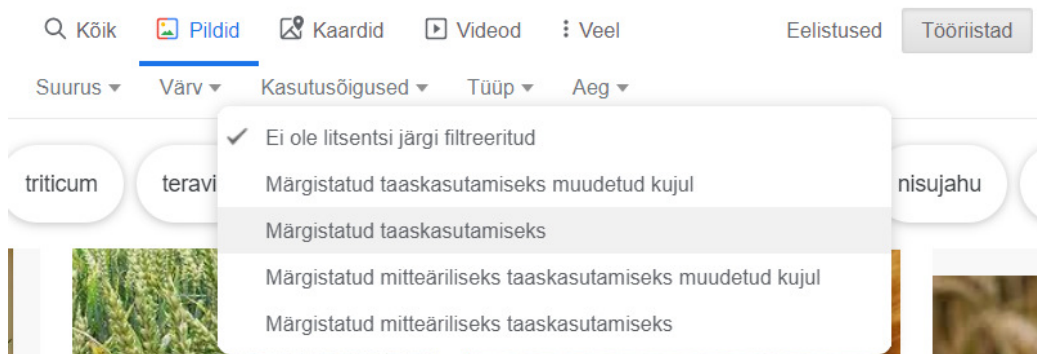 Kõik Pildid Kaardid Videod Veel Eelistused Tööriistad
Suurus Värv Kasutusõigused Tüüp Aeg
Ei ole litsentsi järgi filtreeritud
triticum teravi Märgistatud taaskasutamiseks muudetud kujul nisujahu
Märgistatud taaskasutamiseks
Märgistatud mitteäriliseks taaskasutamiseks muudetud kujul
Märgistatud mitteäriliseks taaskasutamiseks